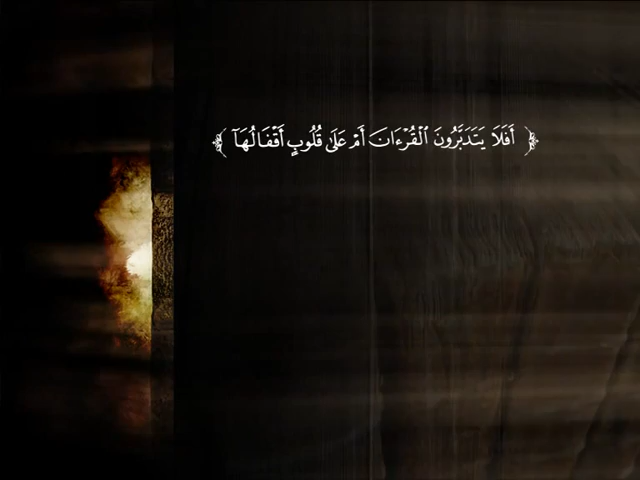 ﴿ أَفَلَا يَتَدَبَّرُونَ ٱلْقُرْءَانَ أَمْ عَلَىٰ قُلُوبٍ أَقْفَالُهَآ ﴾